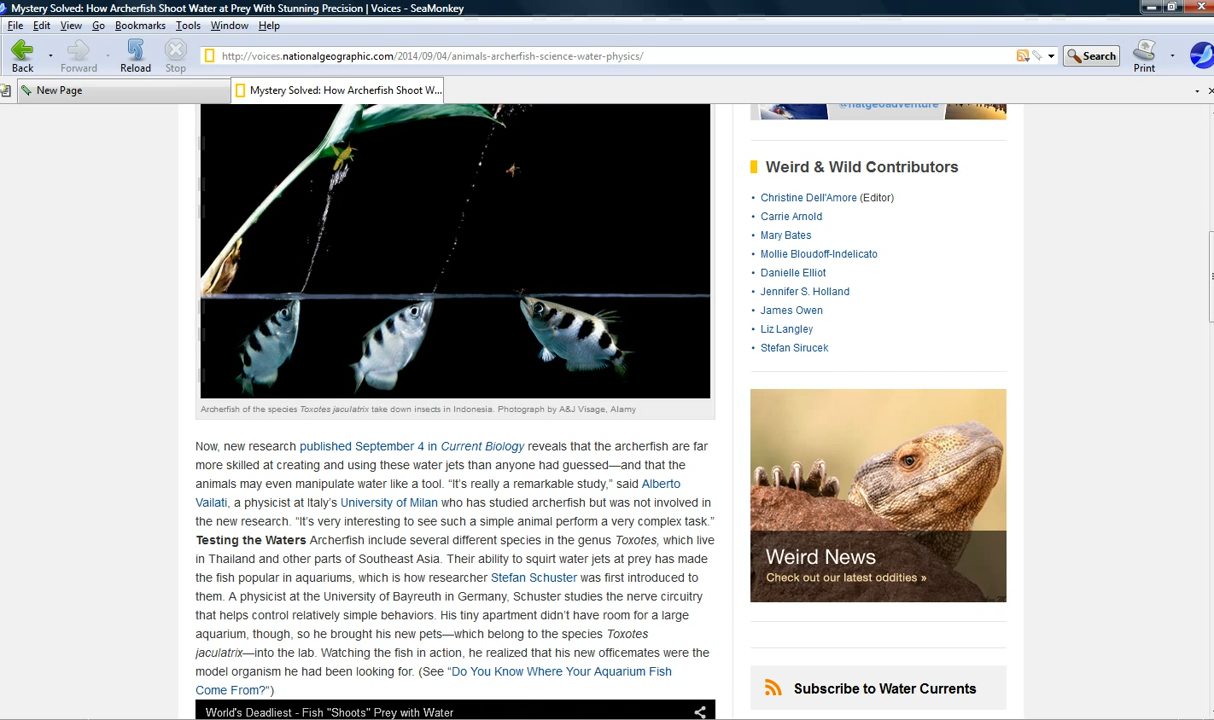 Mystery Solved: How Archerfish Shoot Water at Prey With Stunning Precision | Voices - SeaMonkey
File Edit View Go Bookmarks Tools Window Help
Back Forward Reload Stop
http://voices.nationalgeographic.com/2014/09/04/animals-archerfish-science-water-physics/
Search
Print
New Page
Mystery Solved: How Archerfish Shoot W...
Archerfish of the species Toxotes jaculatrix take down insects in Indonesia. Photograph by A&J Visage, Alamy
Now, new research published September 4 in Current Biology reveals that the archerfish are far
more skilled at creating and using these water jets than anyone had guessed—and that the
animals may even manipulate water like a tool. “It’s really a remarkable study,” said Alberto
Vailati, a physicist at Italy’s University of Milan who has studied archerfish but was not involved in
the new research. “It’s very interesting to see such a simple animal perform a very complex task.”
Testing the Waters Archerfish include several different species in the genus Toxotes, which live
in Thailand and other parts of Southeast Asia. Their ability to squirt water jets at prey has made
the fish popular in aquariums, which is how researcher Stefan Schuster was first introduced to
them. A physicist at the University of Bayreuth in Germany, Schuster studies the nerve circuitry
that helps control relatively simple behaviors. His tiny apartment didn’t have room for a large
aquarium, though, so he brought his new pets—which belong to the species Toxotes
jaculatrix—into the lab. Watching the fish in action, he realized that his new officemates were the
model organism he had been looking for. (See “Do You Know Where Your Aquarium Fish
Come From?”)
World's Deadliest - Fish "Shoots" Prey with Water
@natgeoadventure
Weird & Wild Contributors
• Christine Dell'Amore (Editor)
• Carrie Arnold
• Mary Bates
• Mollie Bloudoff-Indelicato
• Danielle Elliot
• Jennifer S. Holland
• James Owen
• Liz Langley
• Stefan Sirucek
Weird News
Check out our latest oddities »
Subscribe to Water Currents